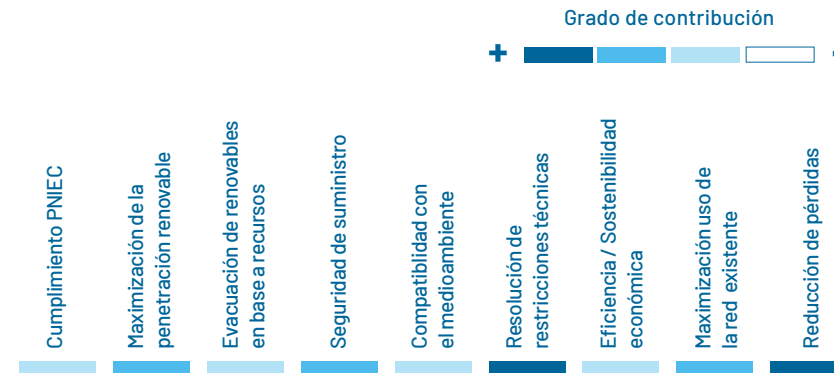 Grado de contribución
+
Cumplimiento PNIEC
Maximización de la
penetración renovable
Evacuación de renovables
en base a recursos
Seguridad de suministro
Compatiblidad con
el medioambiente
Resolución de
restricciones técnicas
Eficiencia / Sostenibilidad
económica
Maximización uso de
la red existente
Reducción de pérdidas